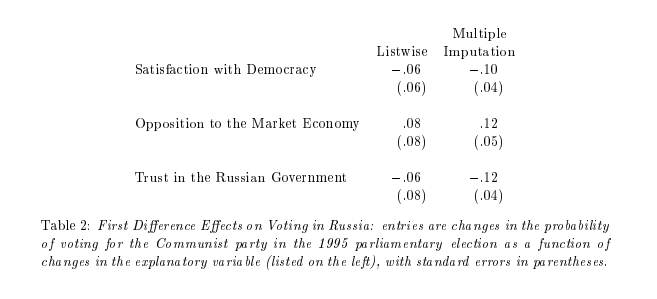 Multiple
Listwise Imputation
Satisfaction with Democracy −.06 −.10
(.06) (.04)
Opposition to the Market Economy .08 .12
(.08) (.05)
Trust in the Russian Government −.06 −.12
(.08) (.04)
Table 2: First Difference Effects on Voting in Russia: entries are changes in the probability
of voting for the Communist party in the 1995 parliamentary election as a function of
changes in the explanatory variable (listed on the left), with standard errors in parentheses.